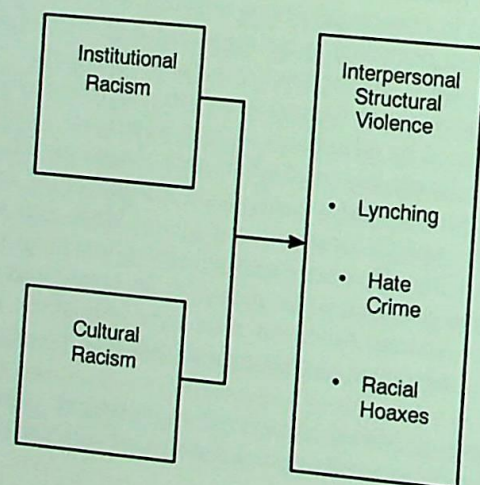 Institutional
Racism
Cultural
Racism
Interpersonal
Structural
Violence
• Lynching
• Hate
Crime
• Racial
Hoaxes